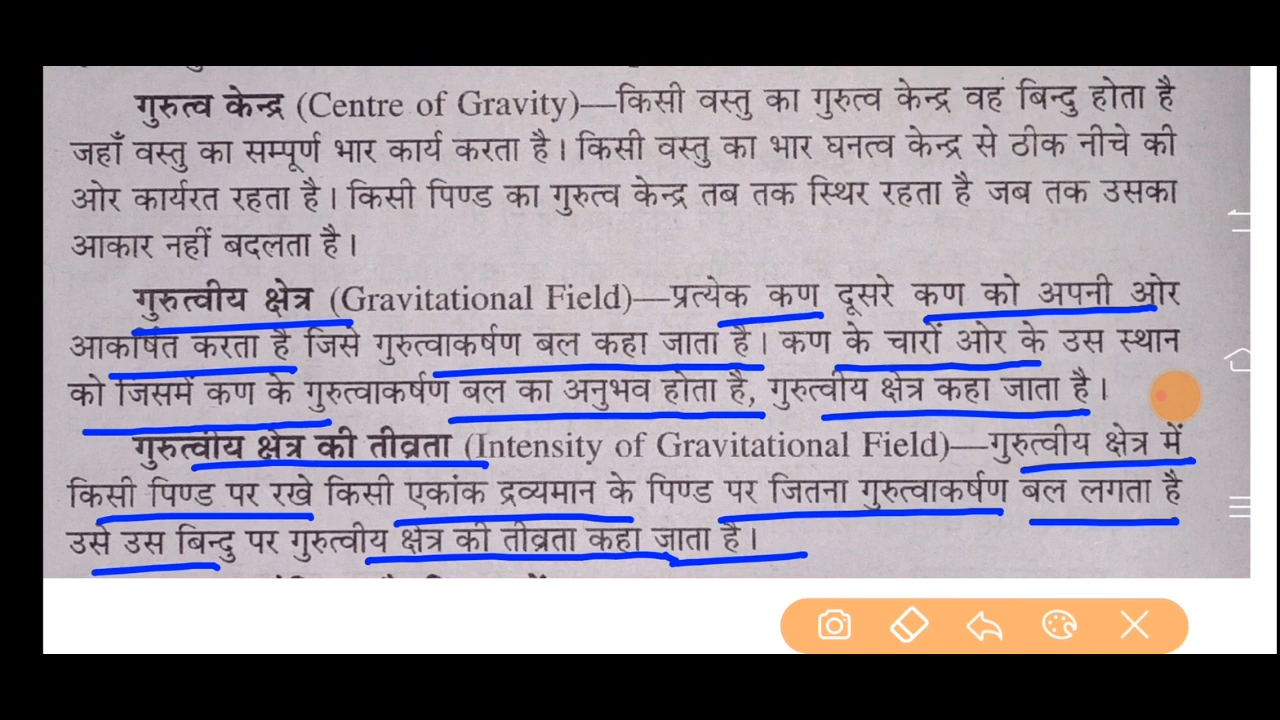 गुरुत्व केन्द्र (Centre of Gravity)—किसी वस्तु का गुरुत्व केन्द्र वह बिन्दु होता है
जहाँ वस्तु का सम्पूर्ण भार कार्य करता है। किसी वस्तु का भार घनत्व केन्द्र से ठीक नीचे की
ओर कार्यरत रहता है। किसी पिण्ड का गुरुत्व केन्द्र तब तक स्थिर रहता है जब तक उसका
आकार नहीं बदलता है।
गुरुत्वीय क्षेत्र (Gravitational Field)—प्रत्येक कण दूसरे कण को अपनी ओर
आकर्षित करता है जिसे गुरुत्वाकर्षण बल कहा जाता है। कण के चारों ओर के उस स्थान
को जिसमें कण के गुरुत्वाकर्षण बल का अनुभव होता है, गुरुत्वीय क्षेत्र कहा जाता है।
गुरुत्वीय क्षेत्र की तीव्रता (Intensity of Gravitational Field)—गुरुत्वीय क्षेत्र में
किसी पिण्ड पर रखे किसी एकांक द्रव्यमान के पिण्ड पर जितना गुरुत्वाकर्षण बल लगता है
उसे उस बिन्दु पर गुरुत्वीय क्षेत्र की तीव्रता कहा जाता है।